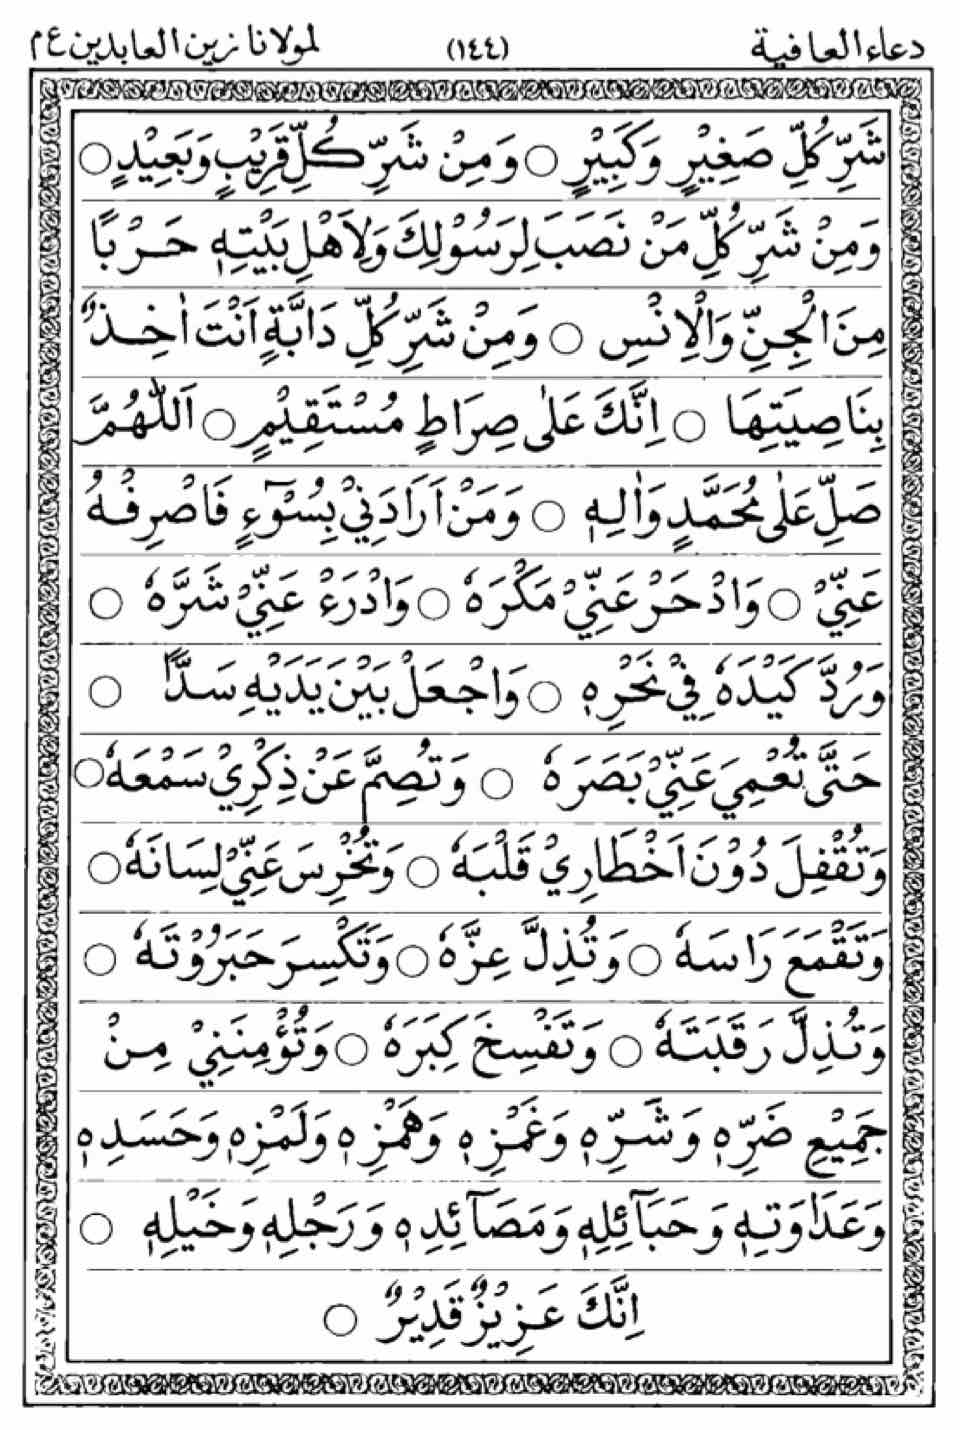 دعاء العافية (١٤٤) لمولانا زين العابدين ع م
شَرِّ كُلِّ صَغِيْرٍ وَكَبِيْرٍ ○ وَمِنْ شَرِّ كُلِّ قَرِيْبٍ وَبَعِيْدٍ ○
وَمِنْ شَرِّ كُلِّ مَنْ نَصَبَ لِرَسُوْلِكَ وَلِاَهْلِ بَيْتِهٖ حَرْبًا
مِنَ الْجِنِّ وَالْاِنْسِ ○ وَمِنْ شَرِّ كُلِّ دَابَّةٍ اَنْتَ اٰخِذٌ
بِنَاصِيَتِهَا ○ اِنَّكَ عَلٰى صِرَاطٍ مُسْتَقِيْمٍ ○ اَللّٰهُمَّ
صَلِّ عَلٰى مُحَمَّدٍ وَاٰلِهٖ ○ وَمَنْ اَرَادَنِيْ بِسُوْٓءٍ فَاصْرِفْهُ
عَنِّيْ ○ وَادْحَرْ عَنِّيْ مَكْرَهٗ ○ وَادْرَءْ عَنِّيْ شَرَّهٗ ○
وَرُدَّ كَيْدَهٗ فِيْ نَحْرِهٖ ○ وَاجْعَلْ بَيْنَ يَدَيْهِ سَدًّا ○
حَتَّى تُعْمِيَ عَنِّيْ بَصَرَهٗ ○ وَتُصِمَّ عَنْ ذِكْرِيْ سَمْعَهٗ ○
وَتُقْفِلَ دُوْنَ اَخْطَارِيْ قَلْبَهٗ ○ وَتُخْرِسَ عَنِّيْ لِسَانَهٗ ○
وَتَقْمَعَ رَاسَهٗ ○ وَتُذِلَّ عِزَّهٗ ○ وَتَكْسِرَ جَبَرُوْتَهٗ ○
وَتُذِلَّ رَقَبَتَهٗ ○ وَتَفْسِخَ كِبَرَهٗ ○ وَتُؤْمِنَنِيْ مِنْ
جَمِيْعِ ضَرِّهٖ وَشَرِّهٖ وَغَمْزِهٖ وَهَمْزِهٖ وَلَمْزِهٖ وَحَسَدِهٖ
وَعَدَاوَتِهٖ وَحَبَآئِلِهٖ وَمَصَآئِدِهٖ وَرَجْلِهٖ وَخَيْلِهٖ ○
اِنَّكَ عَزِيْزٌ قَدِيْرٌ ○